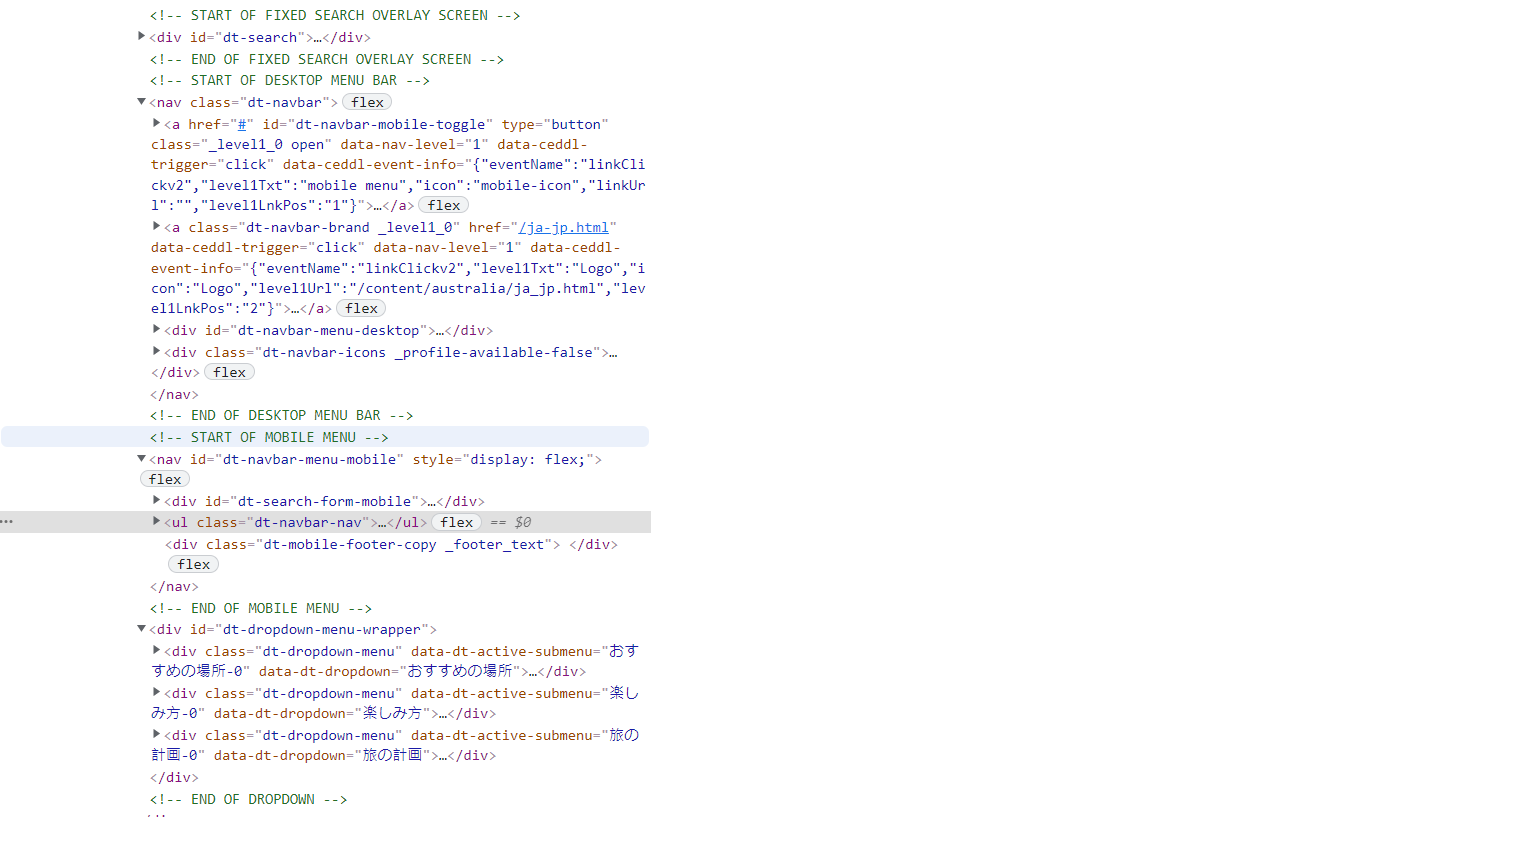 <!-- START OF FIXED SEARCH OVERLAY SCREEN -->
<div id="dt-search">…</div>
<!-- END OF FIXED SEARCH OVERLAY SCREEN -->
<!-- START OF DESKTOP MENU BAR -->
<nav class="dt-navbar"> flex
<a href="#" id="dt-navbar-mobile-toggle" type="button"
class="_level1_0 open" data-nav-level="1" data-ceddl-
trigger="click" data-ceddl-event-info="{"eventName":"linkCli
ckv2","level1Txt":"mobile menu","icon":"mobile-icon","linkUr
l":"","level1LnkPos":"1"}">…</a> flex
<a class="dt-navbar-brand _level1_0" href="/ja-jp.html"
data-ceddl-trigger="click" data-nav-level="1" data-ceddl-
event-info="{"eventName":"linkClickv2","level1Txt":"Logo","i
con":"Logo","level1Url":"/content/australia/ja_jp.html","lev
el1LnkPos":"2"}">…</a> flex
<div id="dt-navbar-menu-desktop">…</div>
<div class="dt-navbar-icons _profile-available-false">…
</div> flex
</nav>
<!-- END OF DESKTOP MENU BAR -->
<!-- START OF MOBILE MENU -->
<nav id="dt-navbar-menu-mobile" style="display: flex;">
flex
<div id="dt-search-form-mobile">…</div>
… <ul class="dt-navbar-nav">…</ul> flex == $0
<div class="dt-mobile-footer-copy _footer_text"> </div>
flex
</nav>
<!-- END OF MOBILE MENU -->
<div id="dt-dropdown-menu-wrapper">
<div class="dt-dropdown-menu" data-dt-active-submenu="おす
すめの場所-0" data-dt-dropdown="おすすめの場所">…</div>
<div class="dt-dropdown-menu" data-dt-active-submenu="楽し
み方-0" data-dt-dropdown="楽しみ方">…</div>
<div class="dt-dropdown-menu" data-dt-active-submenu="旅の
計画-0" data-dt-dropdown="旅の計画">…</div>
</div>
<!-- END OF DROPDOWN -->